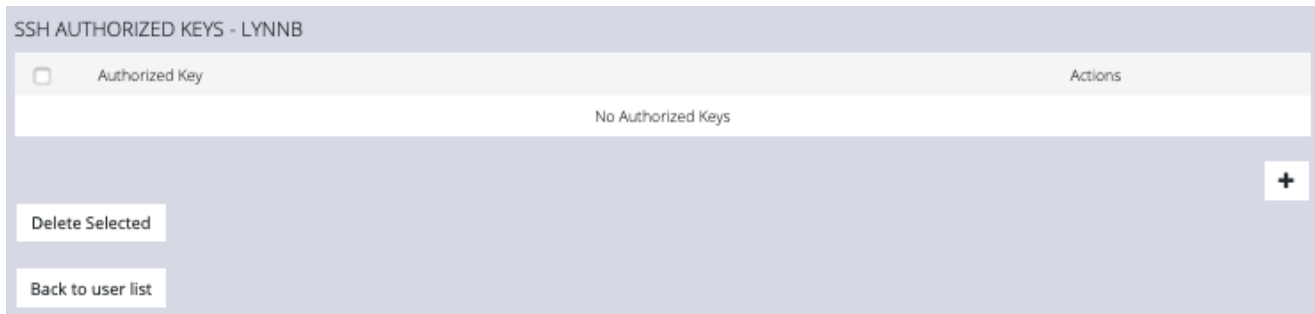 SSH AUTHORIZED KEYS - LYNNB
Authorized Key Actions
No Authorized Keys
+
Delete Selected
Back to user list